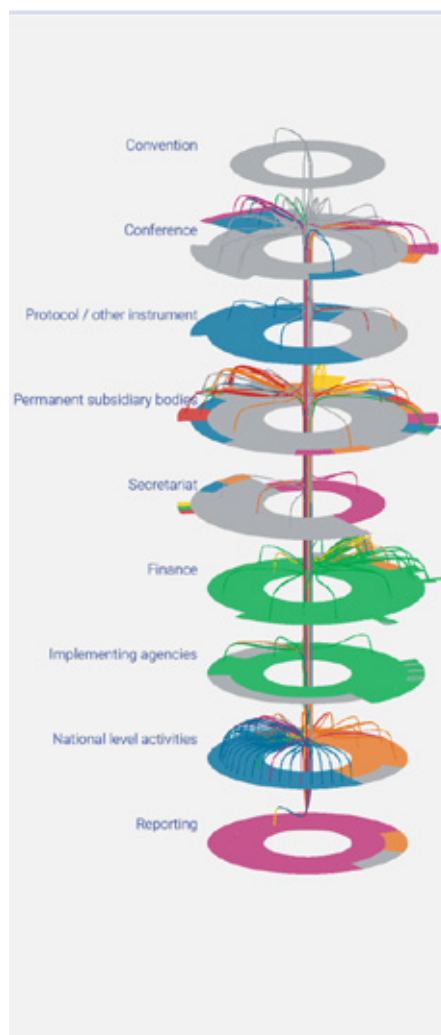 Convention
Conference
Protocol / other instrument
Permanent subsidiary bodies
Secretariat
Finance
Implementing agencies
National level activities
Reporting